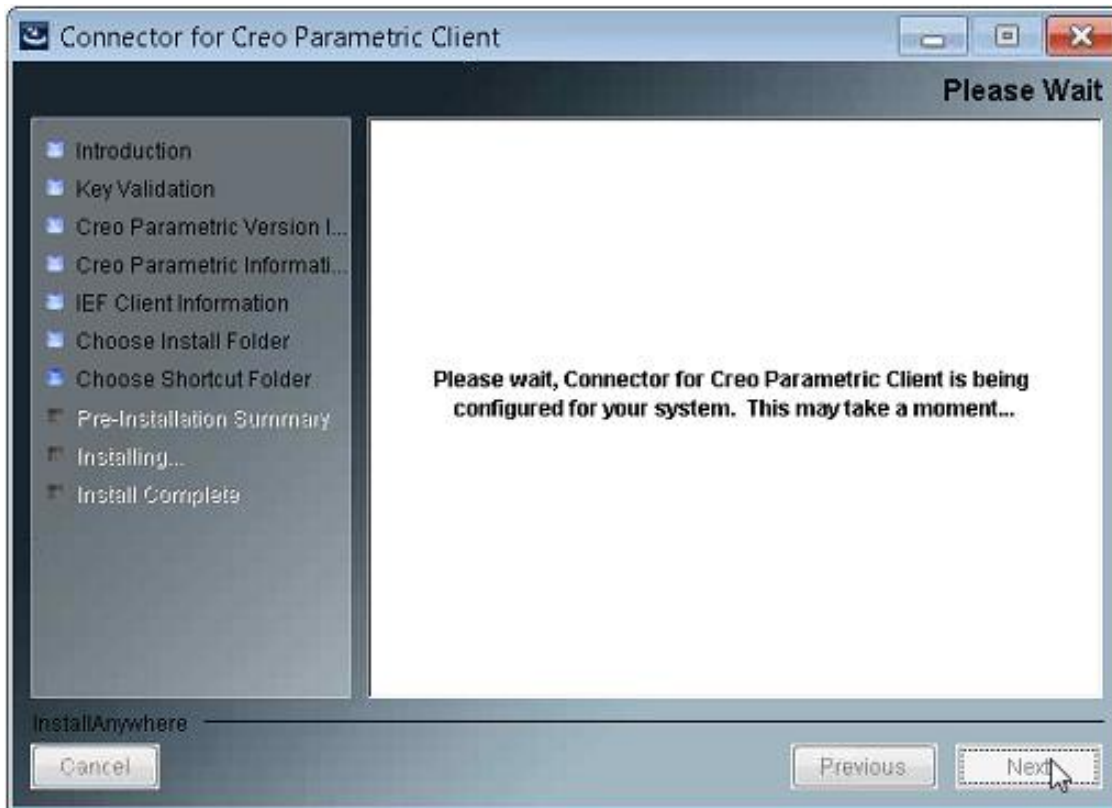 Connector for Creo Parametric Client
Please Wait
Introduction
Key Validation
Creo Parametric Version I...
Creo Parametric Informati...
IEF Client Information
Choose Install Folder
Choose Shortcut Folder
Pre-Installation Summary
Installing...
Install Complete
Please wait, Connector for Creo Parametric Client is being
configured for your system. This may take a moment...
InstallAnywhere
Cancel
Previous
Next